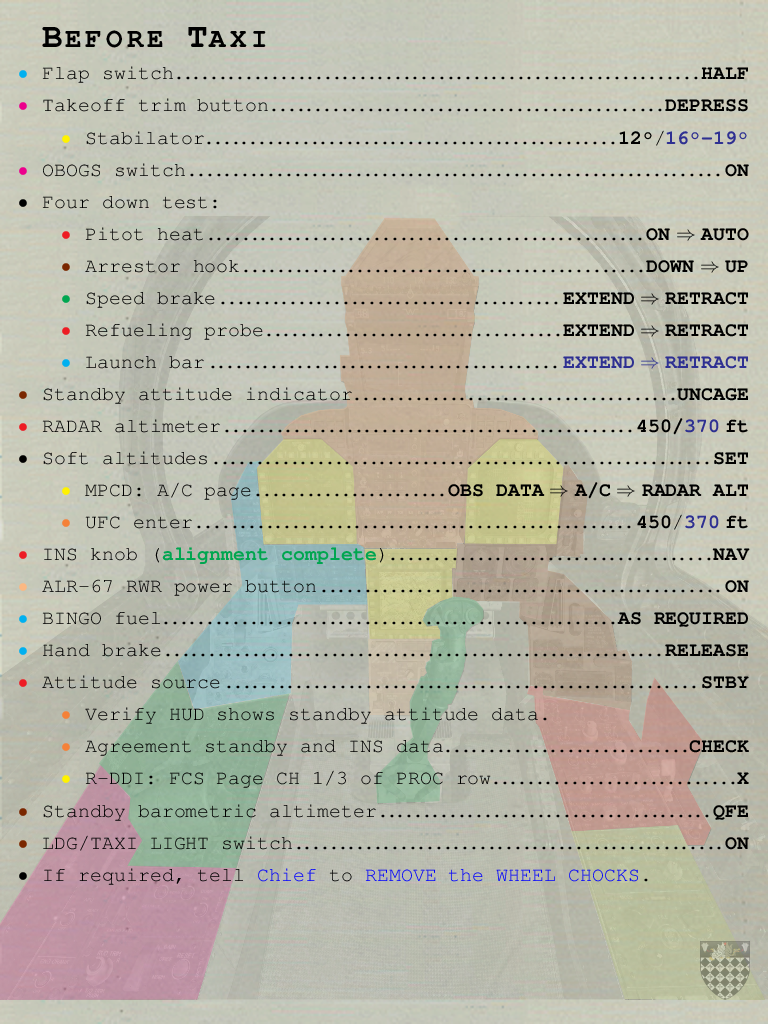 BEFORE TAXI
• Flap switch........................................................HALF
• Takeoff trim button..........................................DEPRESS
• Stabilator............................................12°/16°–19°
• OBOGS switch.........................................................ON
• Four down test:
• Pitot heat................................................ON ⇒ AUTO
• Arrestor hook...........................................DOWN ⇒ UP
• Speed brake....................................EXTEND ⇒ RETRACT
• Refueling probe...............................EXTEND ⇒ RETRACT
• Launch bar.....................................EXTEND ⇒ RETRACT
• Standby attitude indicator...................................UNCAGE
• RADAR altimeter.............................................450/370 ft
• Soft altitudes......................................................SET
• MPCD: A/C page....................OBS DATA ⇒ A/C ⇒ RADAR ALT
• UFC enter...............................................450/370 ft
• INS knob (alignment complete)...................................NAV
• ALR-67 RWR power button...........................................ON
• BINGO fuel................................................AS REQUIRED
• Hand brake.....................................................RELEASE
• Attitude source...................................................STBY
• Verify HUD shows standby attitude data.
• Agreement standby and INS data..........................CHECK
• R-DDI: FCS Page CH 1/3 of PROC row..........................X
• Standby barometric altimeter....................................QFE
• LDG/TAXI LIGHT switch.............................................ON
• If required, tell Chief to REMOVE the WHEEL CHOCKS.